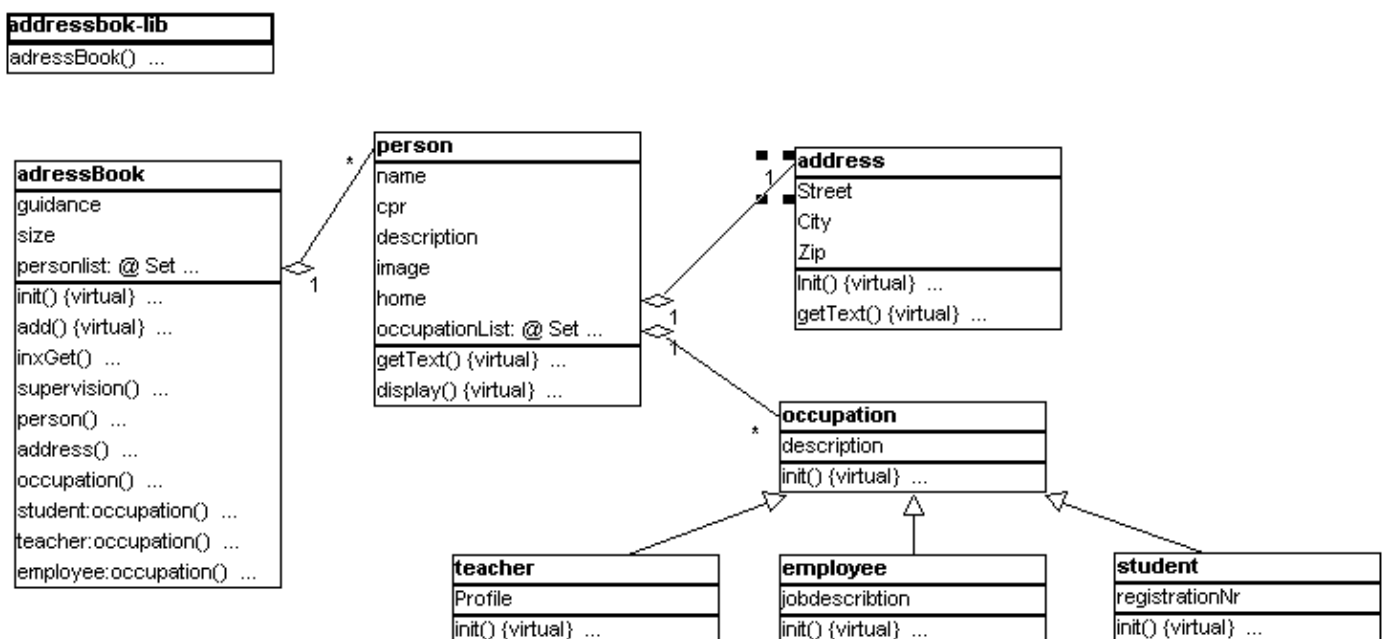 addressbok-lib
adressBook() ...
adressBook
guidance
size
personlist: @ Set ...
init() {virtual} ...
add() {virtual} ...
inxGet() ...
supervision() ...
person() ...
address() ...
occupation() ...
student:occupation() ...
teacher:occupation() ...
employee:occupation() ...
*
1
person
name
cpr
description
image
home
occupationList: @ Set ...
getText() {virtual} ...
display() {virtual} ...
1
1
1
*
address
Street
City
Zip
Init() {virtual} ...
getText() {virtual} ...
occupation
description
init() {virtual} ...
teacher
Profile
init() {virtual} ...
employee
jobdescribtion
init() {virtual} ...
student
registrationNr
init() {virtual} ...